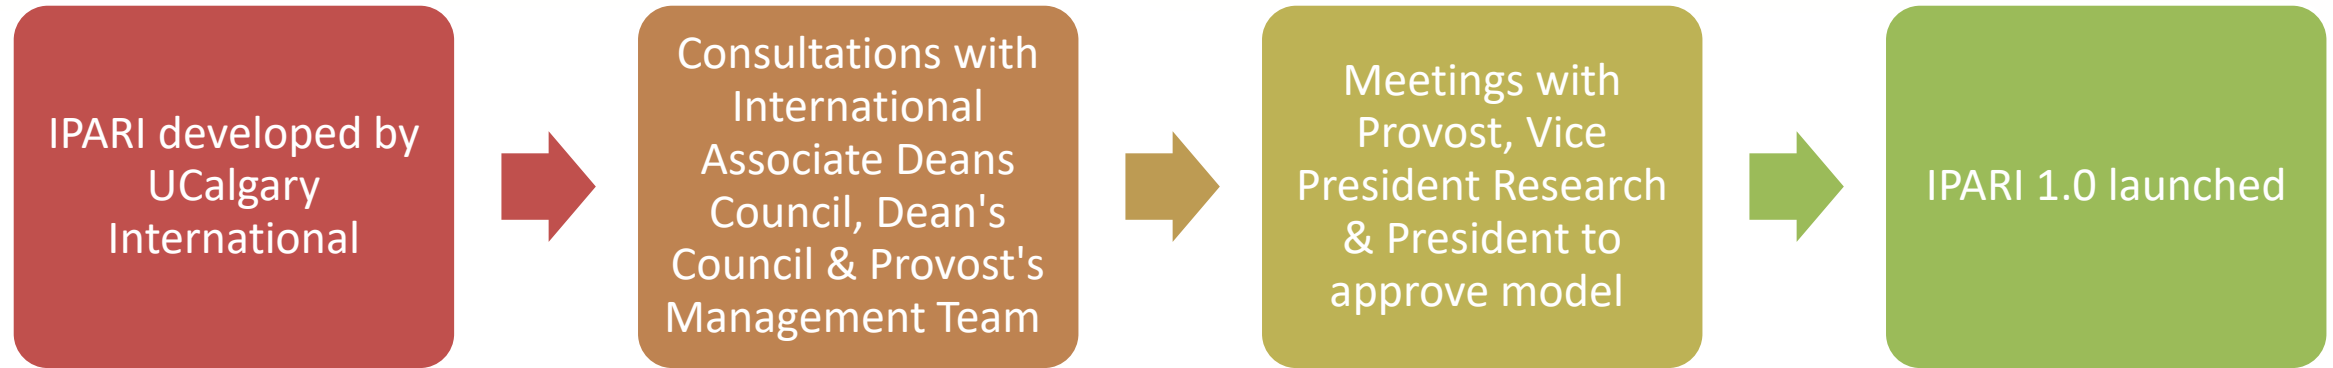 IPARI developed by
UCalgary
International
Consultations with
International
Associate Deans
Council, Dean's
Council & Provost's
Management Team
Meetings with
Provost, Vice
President Research
& President to
approve model
IPARI 1.0 launched